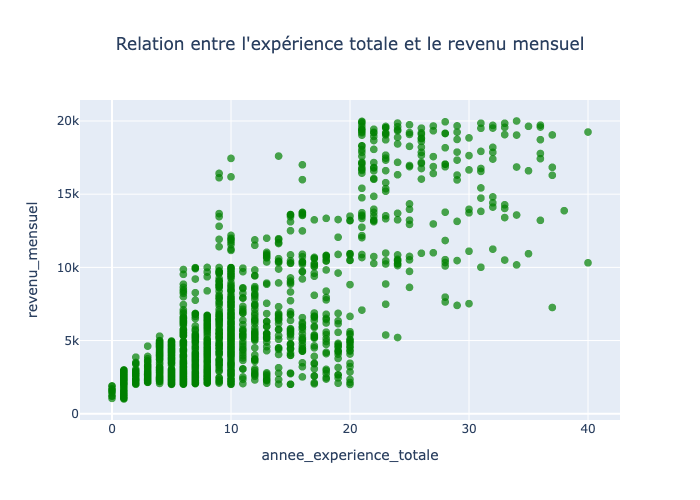 Relation entre l'expérience totale et le revenu mensuel
revenu_mensuel
20k
15k
10k
5k
0
0 10 20 30 40
annee_experience_totale